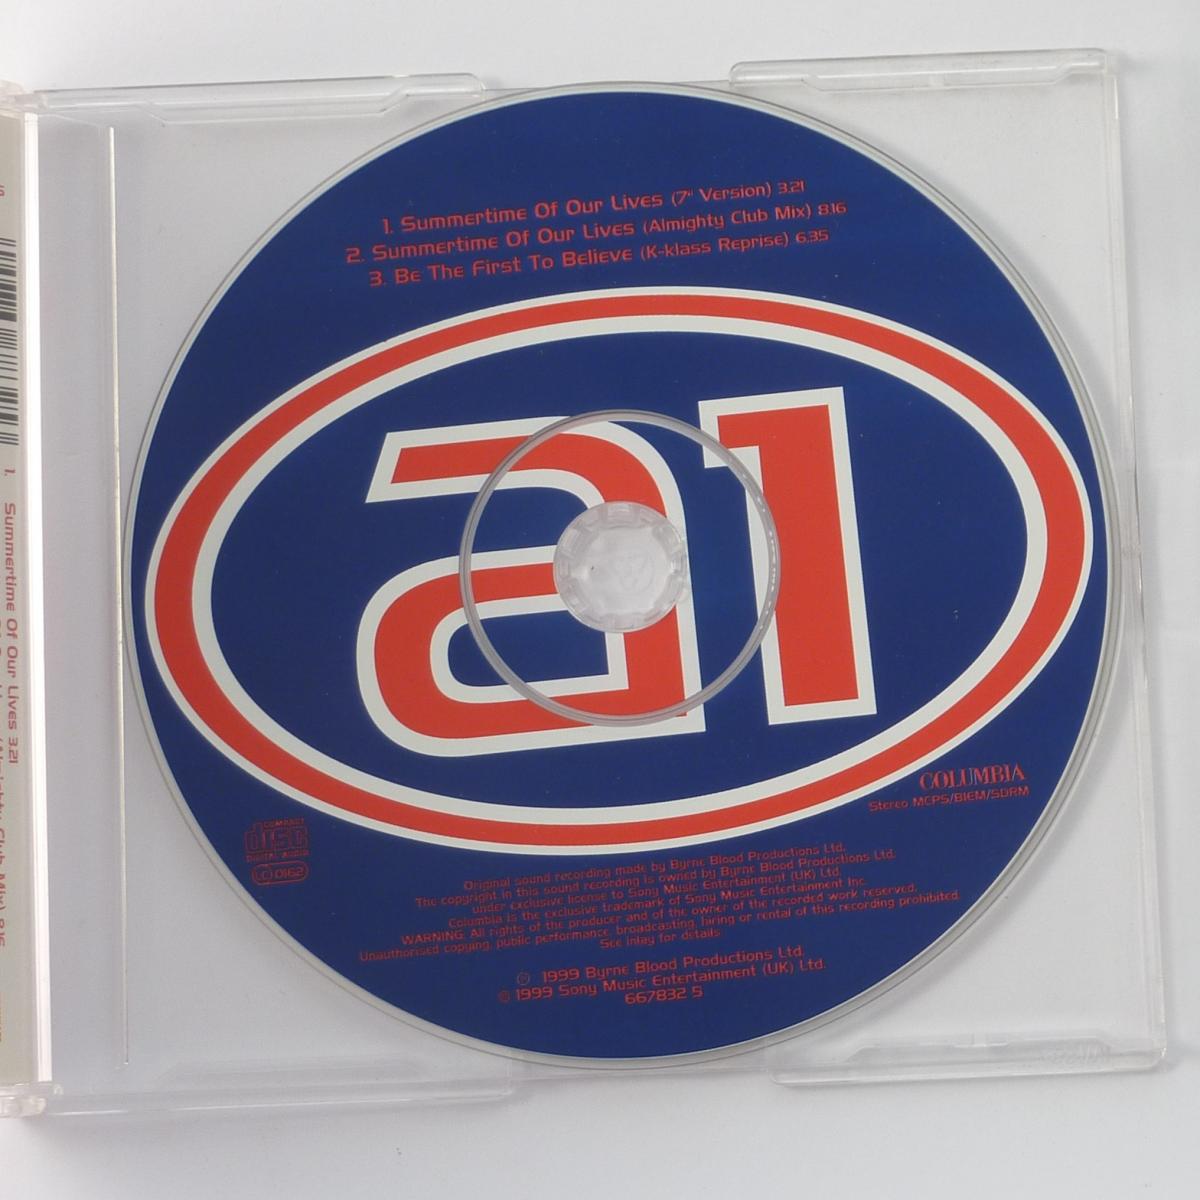 1. Summertime Of Our Lives (7" Version) 3.21
2. Summertime Of Our Lives (Almighty Club Mix) 8.16
3. Be The First To Believe (K-klass Reprise) 6.35
a1
COLUMBIA
Stereo MCPS/BIEM/SDRM
COMPACT
disc
DIGITAL AUDIO
LC 0162
Original sound recording made by Byrne Blood Productions Ltd.
The copyright in this sound recording is owned by Byrne Blood Productions Ltd.
under exclusive license to Sony Music Entertainment (UK) Ltd.
Columbia is the exclusive trademark of Sony Music Entertainment Inc.
WARNING: All rights of the producer and of the owner of the recorded work reserved.
Unauthorised copying, public performance, broadcasting, hiring or rental of this recording prohibited.
See inlay for details
℗ 1999 Byrne Blood Productions Ltd.
© 1999 Sony Music Entertainment (UK) Ltd.
667832 5
1. Summertime Of Our Lives 3.21
(Almighty Club Mix) 8.16